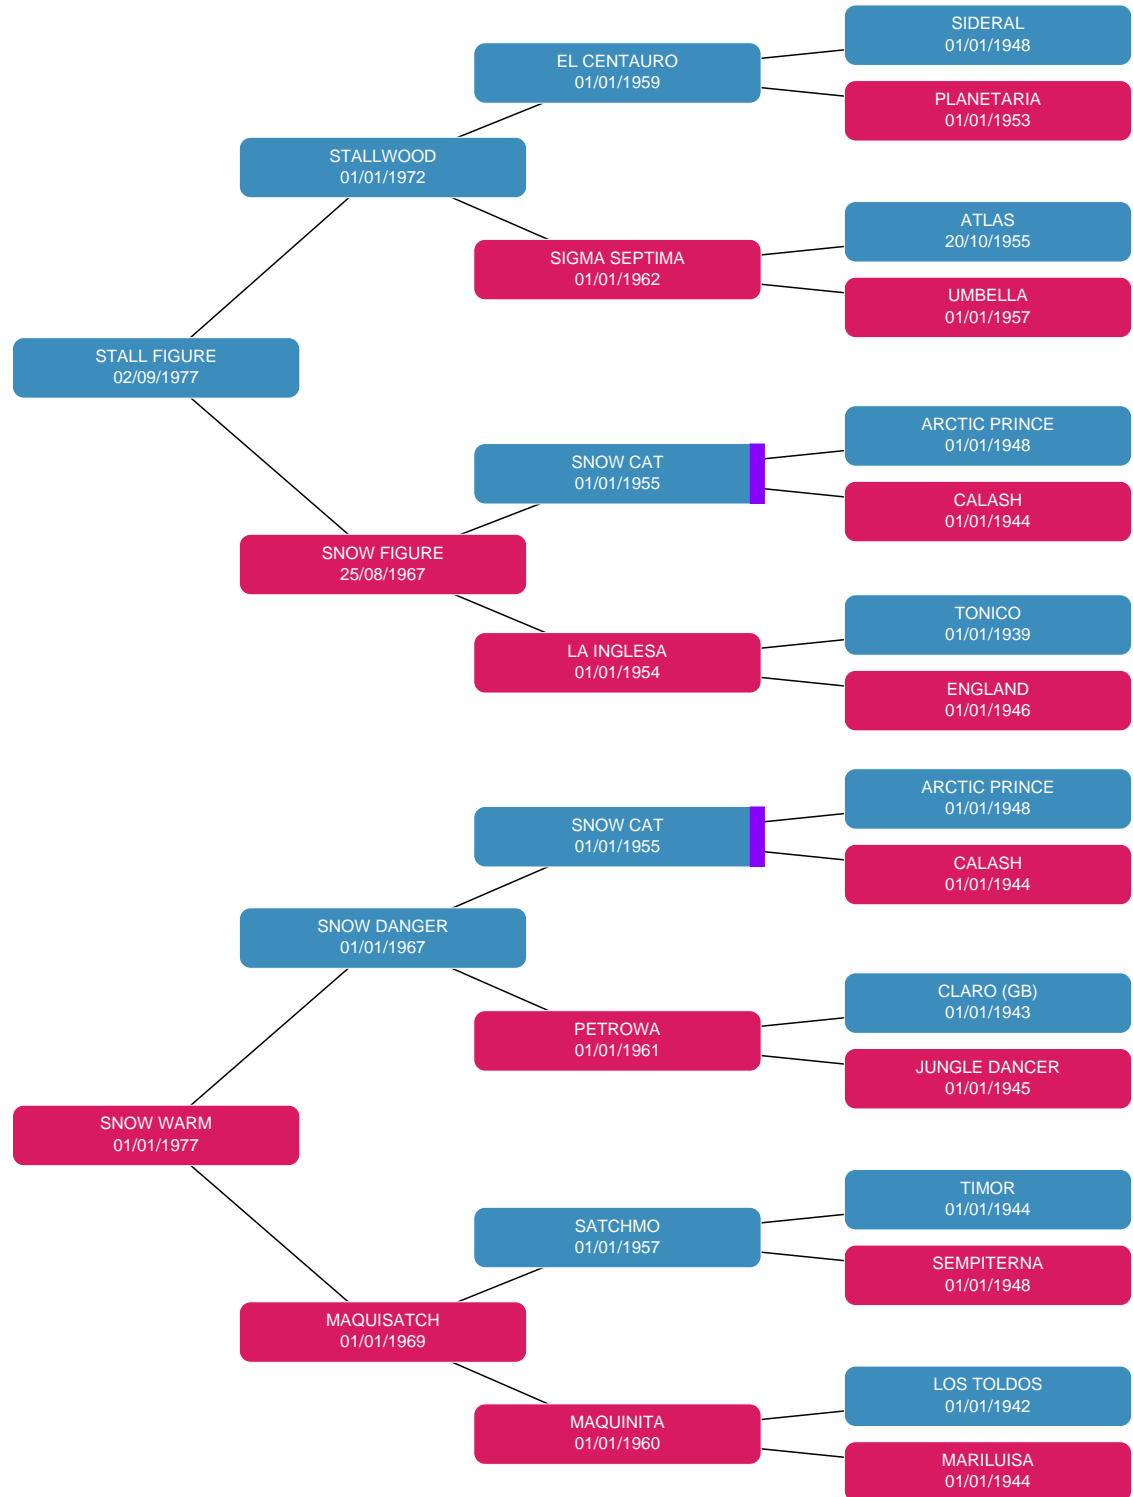 SIDERAL
01/01/1948
EL CENTAURO
01/01/1959
PLANETARIA
01/01/1953
STALLWOOD
01/01/1972
ATLAS
20/10/1955
SIGMA SEPTIMA
01/01/1962
UMBELLA
01/01/1957
STALL FIGURE
02/09/1977
ARCTIC PRINCE
01/01/1948
SNOW CAT
01/01/1955
CALASH
01/01/1944
SNOW FIGURE
25/08/1967
TONICO
01/01/1939
LA INGLESA
01/01/1954
ENGLAND
01/01/1946
ARCTIC PRINCE
01/01/1948
SNOW CAT
01/01/1955
CALASH
01/01/1944
SNOW DANGER
01/01/1967
CLARO (GB)
01/01/1943
PETROWA
01/01/1961
JUNGLE DANCER
01/01/1945
SNOW WARM
01/01/1977
TIMOR
01/01/1944
SATCHMO
01/01/1957
SEMPITERNA
01/01/1948
MAQUISATCH
01/01/1969
LOS TOLDOS
01/01/1942
MAQUINITA
01/01/1960
MARILUISA
01/01/1944